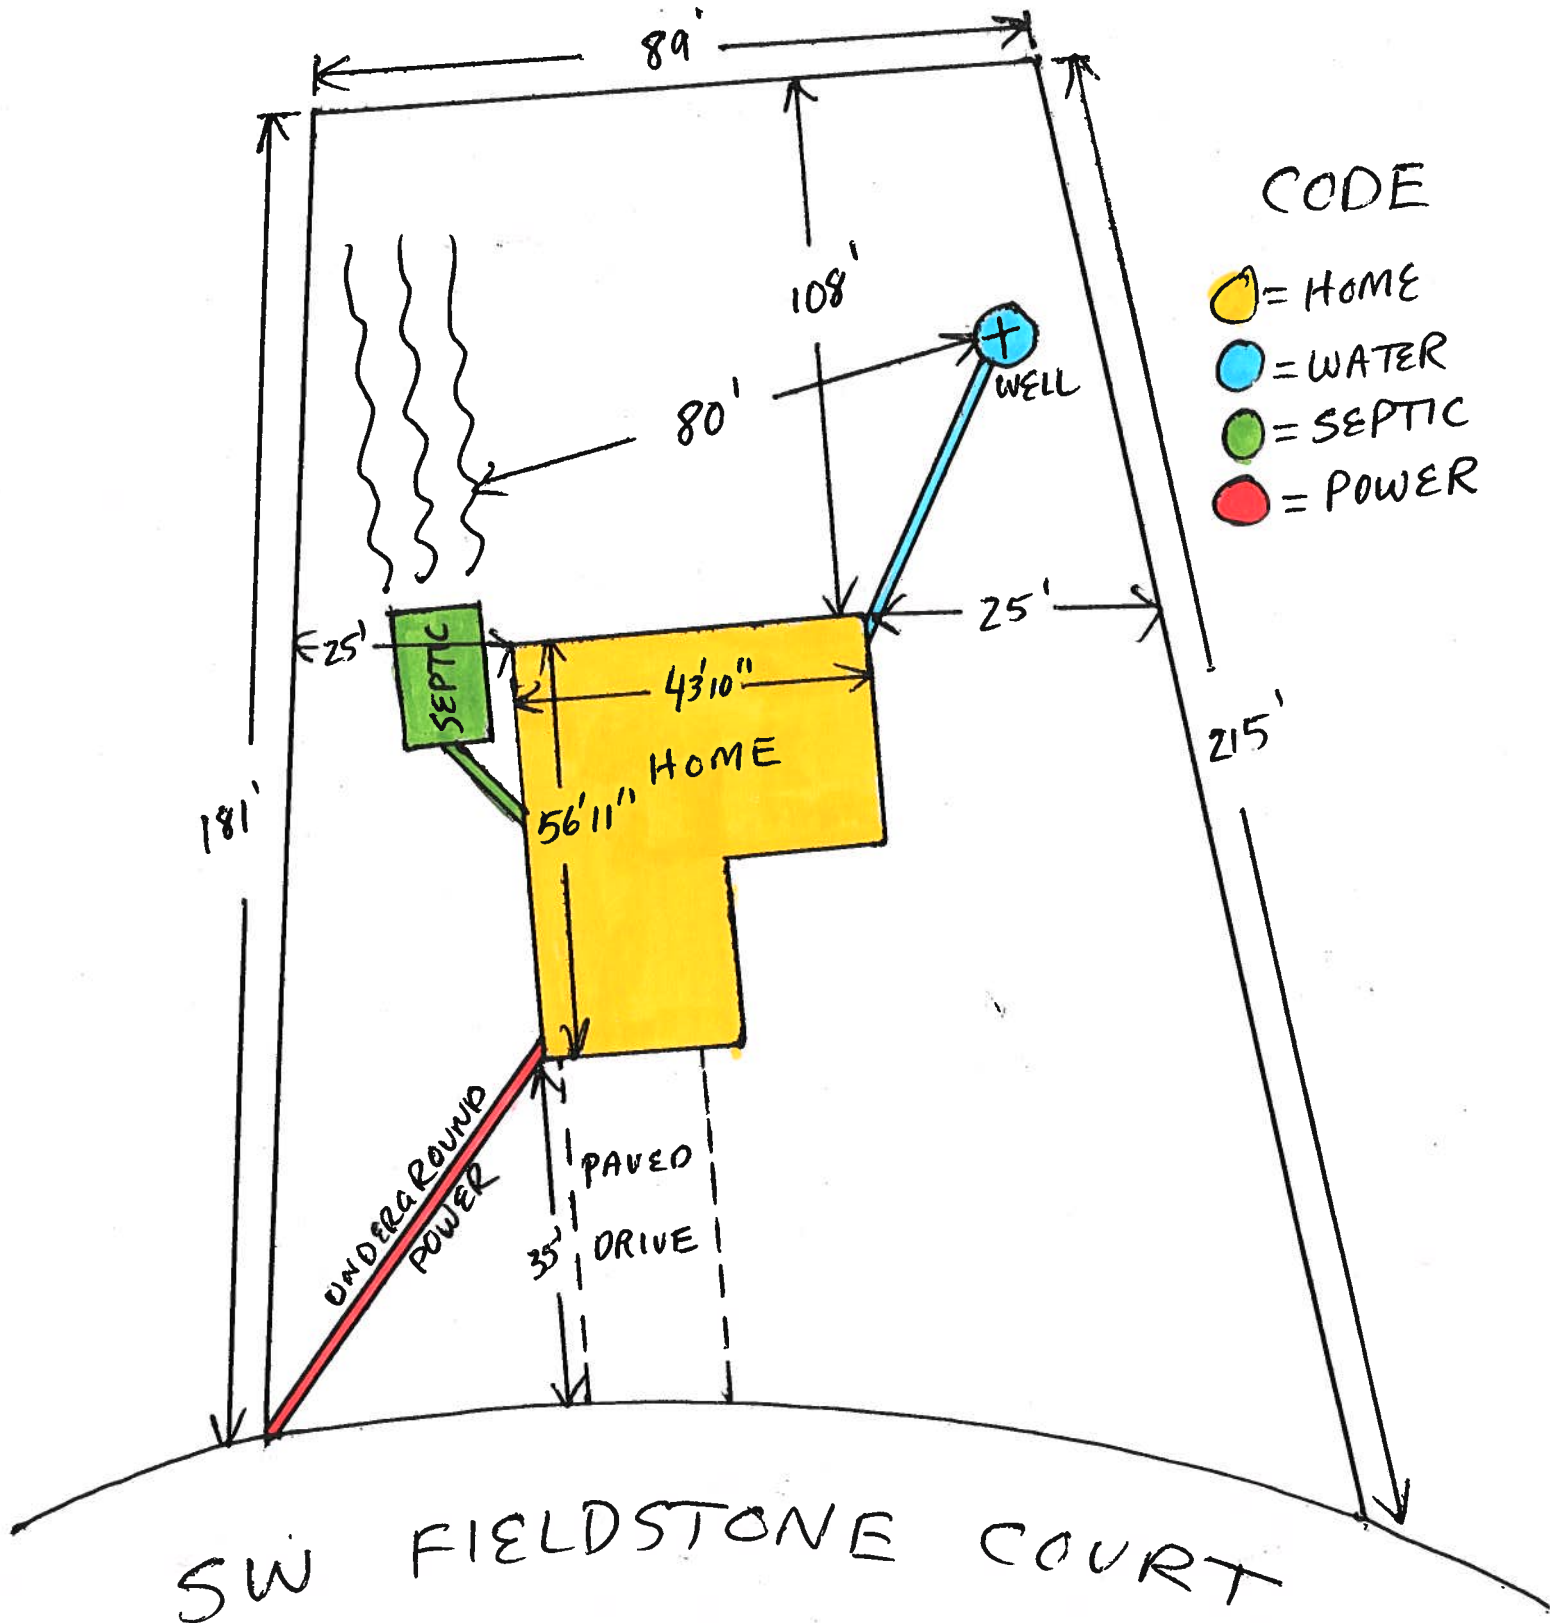 89'
CODE
= HOME
108'
= WATER
WELL
80'
= SEPTIC
= POWER
25'
25'
SEPTIC
43'10"
HOME
215'
181'
56'11"
UNDERGROUND
POWER
PAVED
DRIVE
35'
SW FIELDSTONE COURT